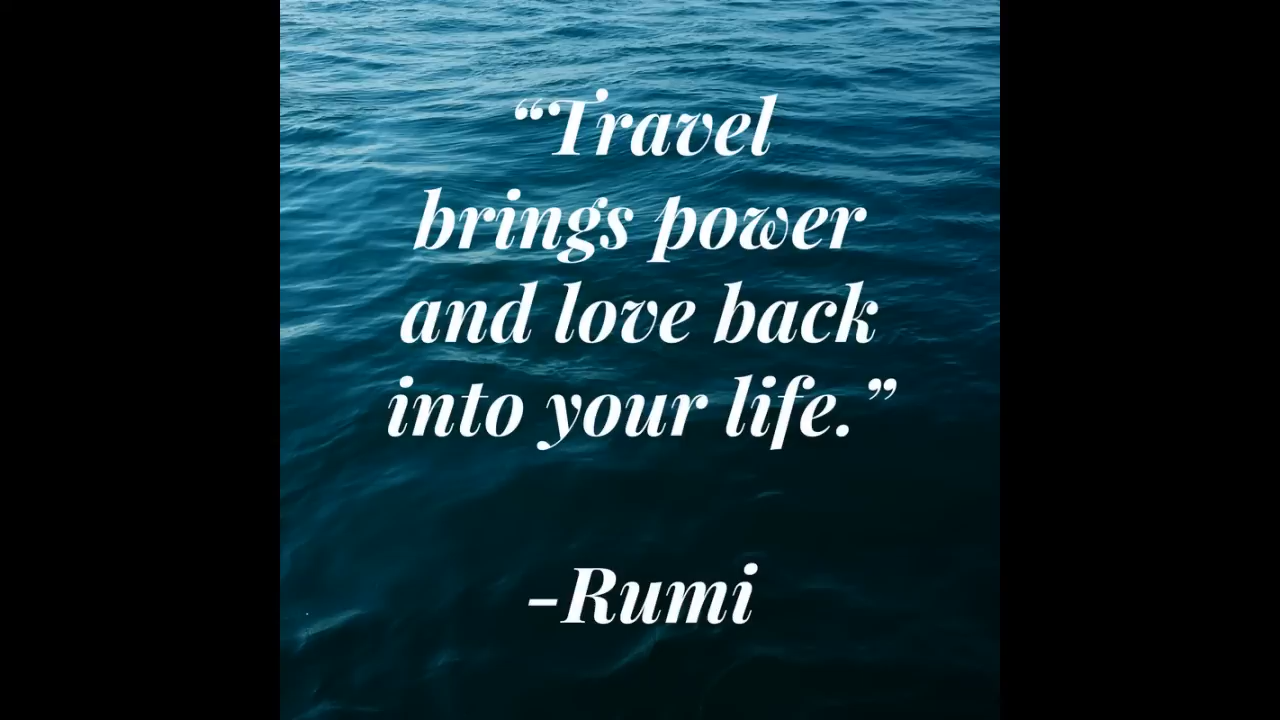 “Travel
brings power
and love back
into your life.”
-Rumi